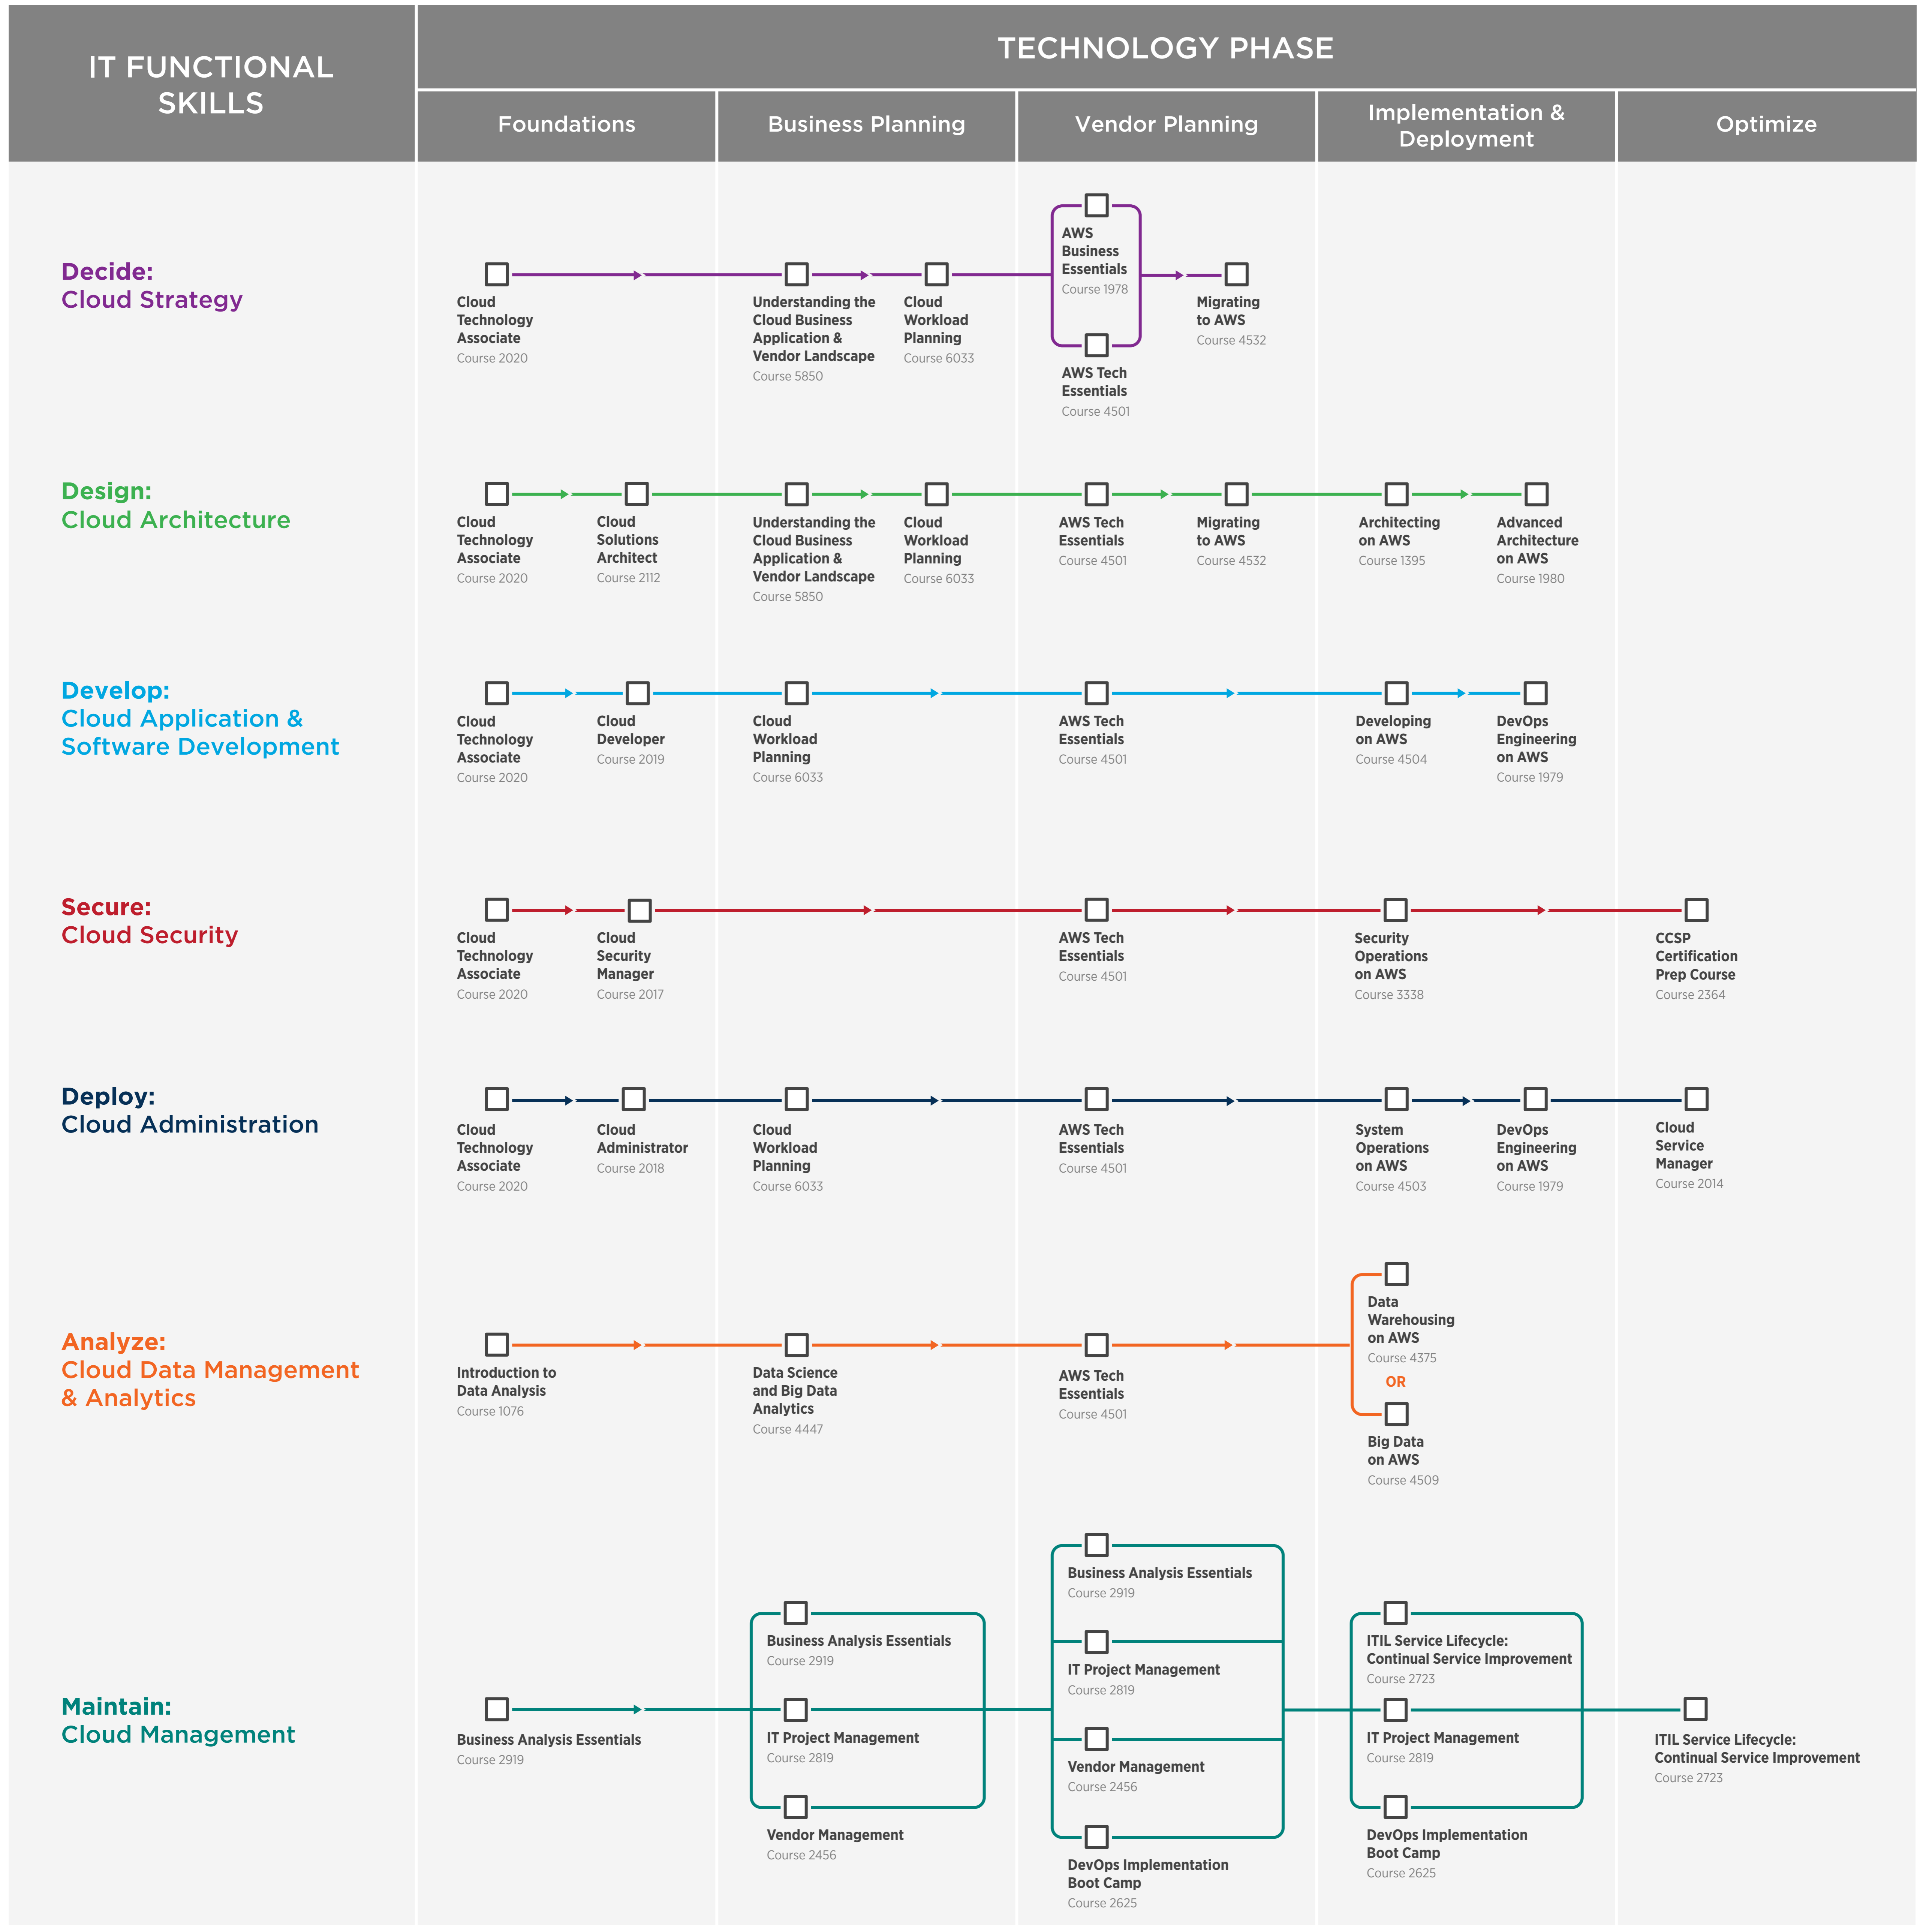 IT FUNCTIONAL
SKILLS
TECHNOLOGY PHASE
Foundations
Business Planning
Vendor Planning
Implementation &
Deployment
Optimize
Decide:
Cloud Strategy
Cloud
Technology
Associate
Course 2020
Understanding the
Cloud Business
Application &
Vendor Landscape
Course 5850
Cloud
Workload
Planning
Course 6033
AWS
Business
Essentials
Course 1978
AWS Tech
Essentials
Course 4501
Migrating
to AWS
Course 4532
Design:
Cloud Architecture
Cloud
Technology
Associate
Course 2020
Cloud
Solutions
Architect
Course 2112
Understanding the
Cloud Business
Application &
Vendor Landscape
Course 5850
Cloud
Workload
Planning
Course 6033
AWS Tech
Essentials
Course 4501
Migrating
to AWS
Course 4532
Architecting
on AWS
Course 1395
Advanced
Architecture
on AWS
Course 1980
Develop:
Cloud Application &
Software Development
Cloud
Technology
Associate
Course 2020
Cloud
Developer
Course 2019
Cloud
Workload
Planning
Course 6033
AWS Tech
Essentials
Course 4501
Developing
on AWS
Course 4504
DevOps
Engineering
on AWS
Course 1979
Secure:
Cloud Security
Cloud
Technology
Associate
Course 2020
Cloud
Security
Manager
Course 2017
AWS Tech
Essentials
Course 4501
Security
Operations
on AWS
Course 3338
CCSP
Certification
Prep Course
Course 2364
Deploy:
Cloud Administration
Cloud
Technology
Associate
Course 2020
Cloud
Administrator
Course 2018
Cloud
Workload
Planning
Course 6033
AWS Tech
Essentials
Course 4501
System
Operations
on AWS
Course 4503
DevOps
Engineering
on AWS
Course 1979
Cloud
Service
Manager
Course 2014
Analyze:
Cloud Data Management
& Analytics
Introduction to
Data Analysis
Course 1076
Data Science
and Big Data
Analytics
Course 4447
AWS Tech
Essentials
Course 4501
Data
Warehousing
on AWS
Course 4375
OR
Big Data
on AWS
Course 4509
Maintain:
Cloud Management
Business Analysis Essentials
Course 2919
Business Analysis Essentials
Course 2919
IT Project Management
Course 2819
Vendor Management
Course 2456
Business Analysis Essentials
Course 2919
IT Project Management
Course 2819
Vendor Management
Course 2456
DevOps Implementation
Boot Camp
Course 2625
ITIL Service Lifecycle:
Continual Service Improvement
Course 2723
IT Project Management
Course 2819
DevOps Implementation
Boot Camp
Course 2625
ITIL Service Lifecycle:
Continual Service Improvement
Course 2723